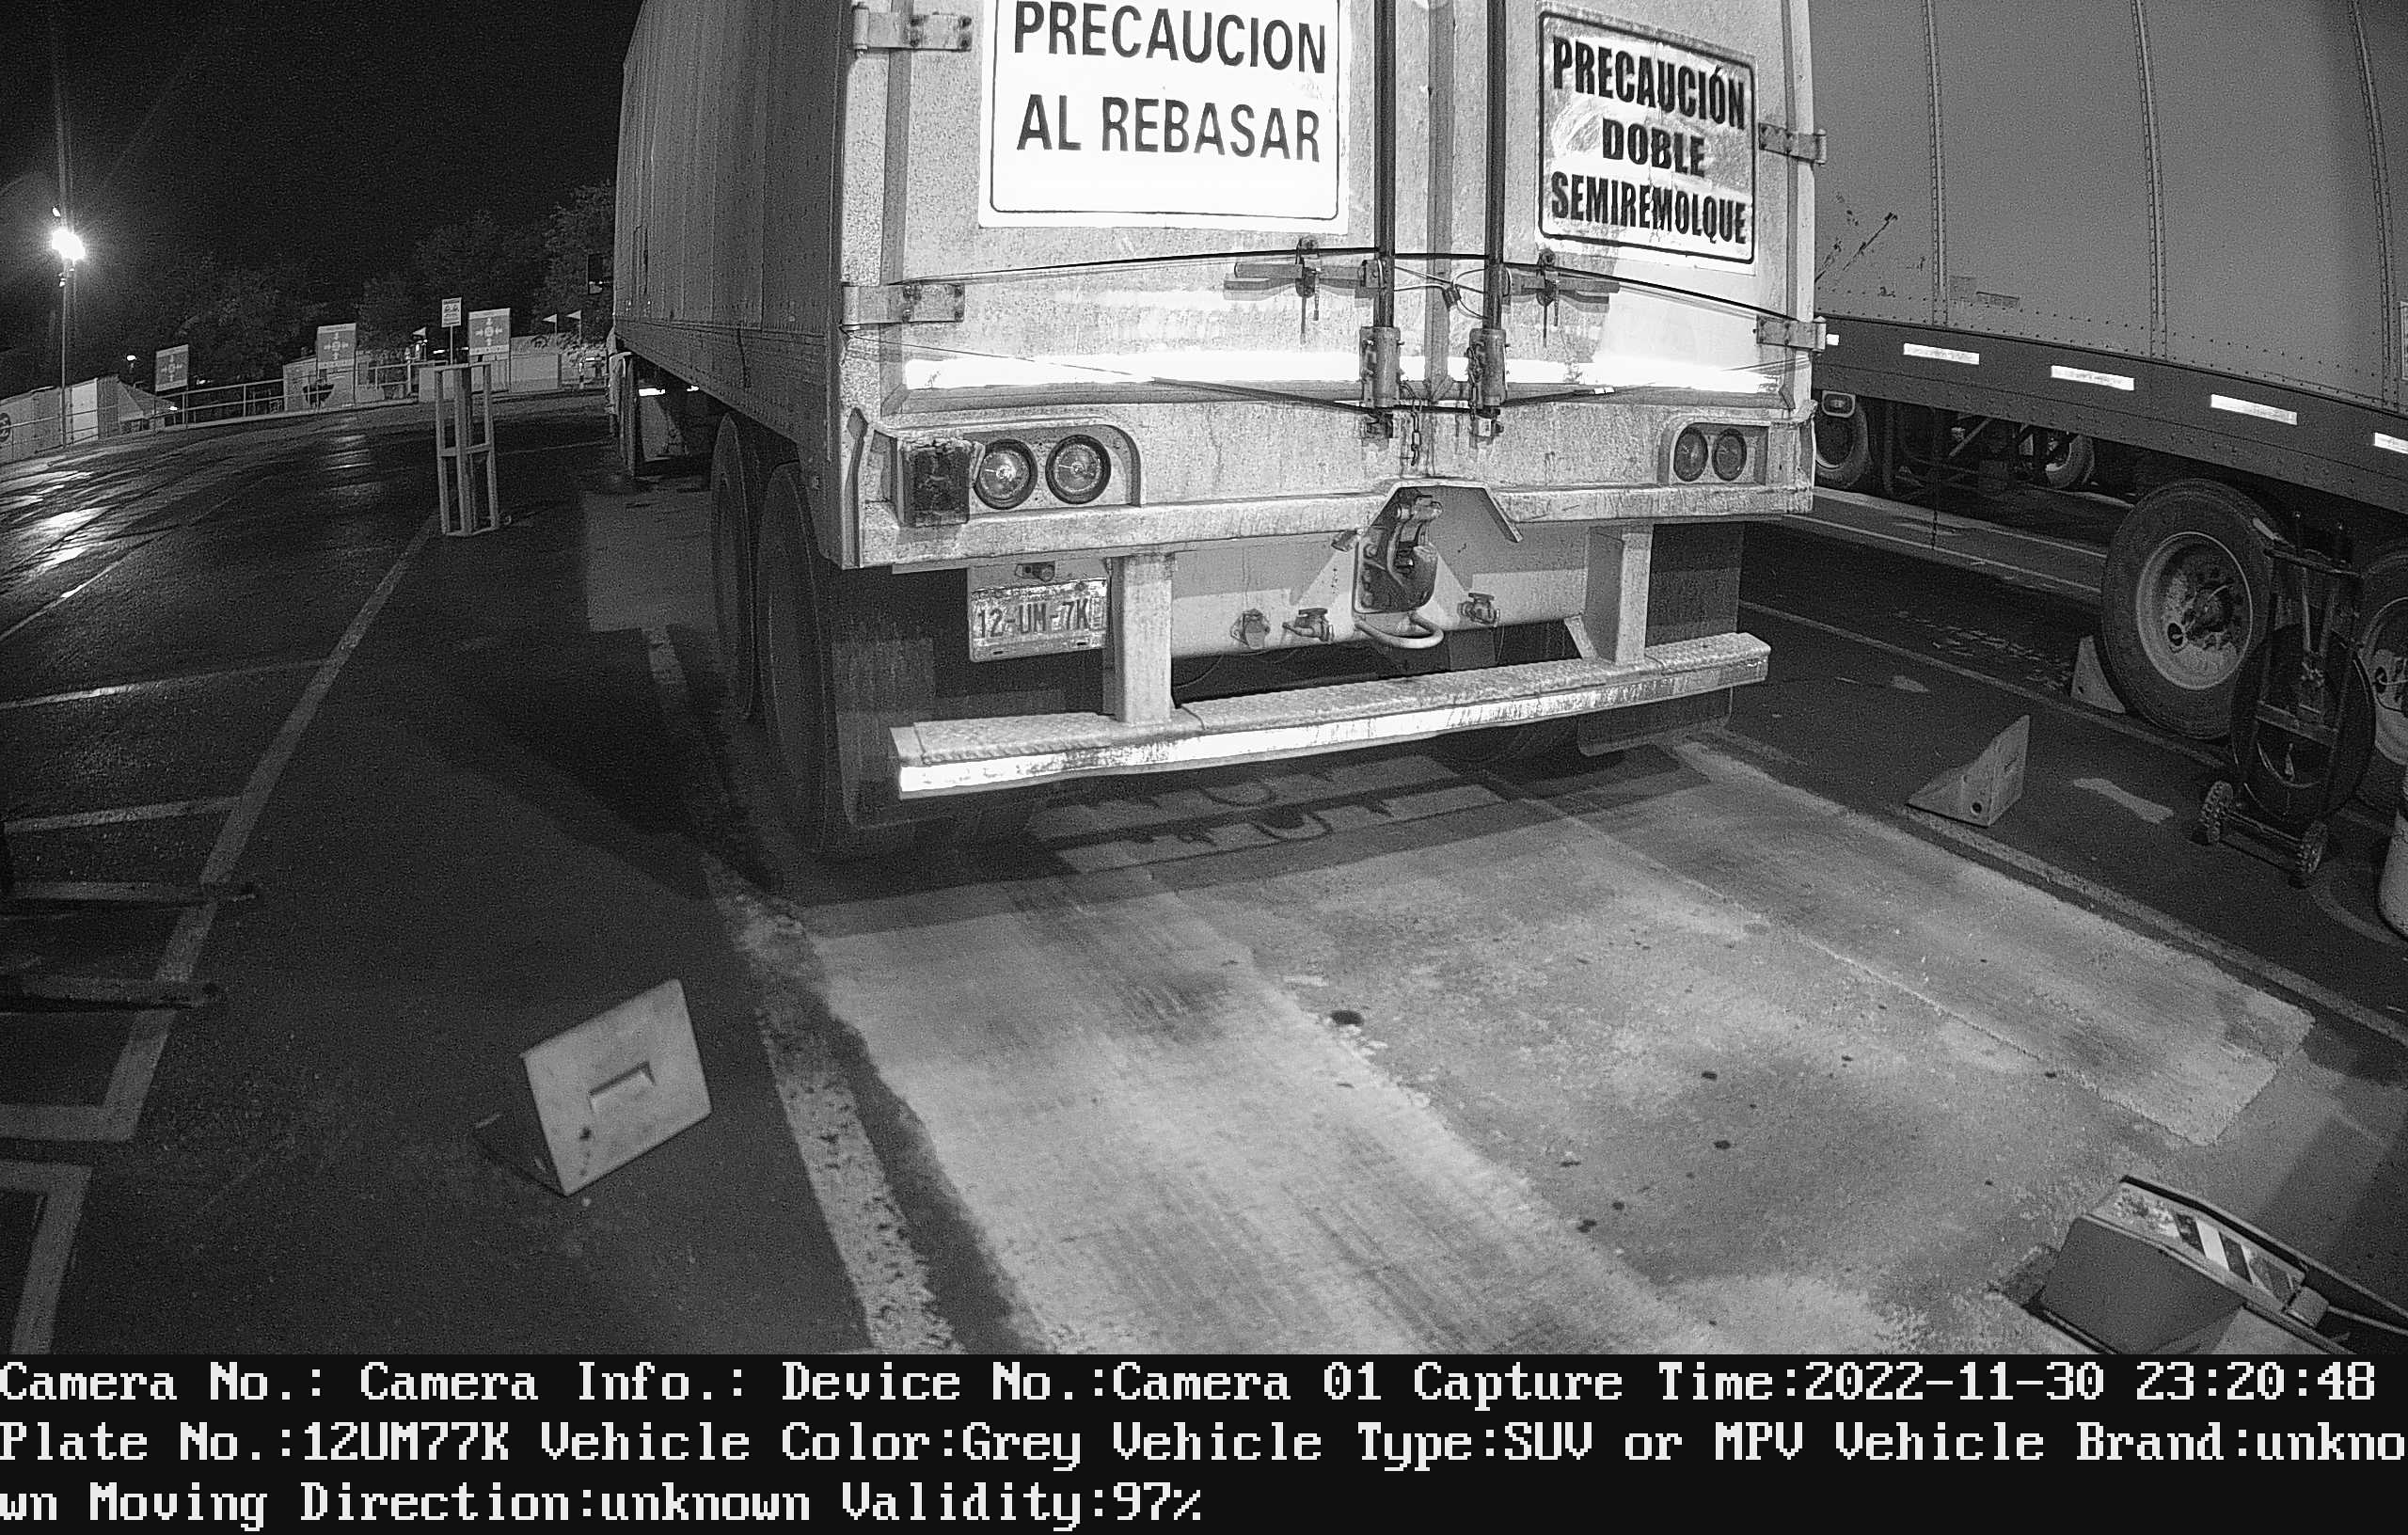 PRECAUCION
AL REBASAR
PRECAUCIÓN
DOBLE
SEMIREMOLQUE
12-UM-7K
Camera No.: Camera Info.: Device No.:Camera 01 Capture Time:2022-11-30 23:20:48
Plate No.:12UM77K Vehicle Color:Grey Vehicle Type:SUV or MPV Vehicle Brand:unkno
wn Moving Direction:unknown Validity:97%